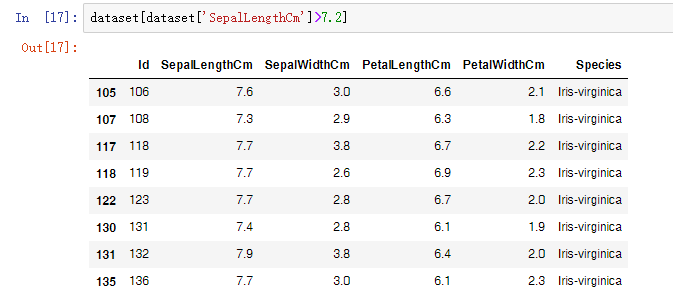 In [17]: dataset[dataset['SepalLengthCm']>7.2]
Out[17]:
Id SepalLengthCm SepalWidthCm PetalLengthCm PetalWidthCm Species
105 106 7.6 3.0 6.6 2.1 Iris-virginica
107 108 7.3 2.9 6.3 1.8 Iris-virginica
117 118 7.7 3.8 6.7 2.2 Iris-virginica
118 119 7.7 2.6 6.9 2.3 Iris-virginica
122 123 7.7 2.8 6.7 2.0 Iris-virginica
130 131 7.4 2.8 6.1 1.9 Iris-virginica
131 132 7.9 3.8 6.4 2.0 Iris-virginica
135 136 7.7 3.0 6.1 2.3 Iris-virginica